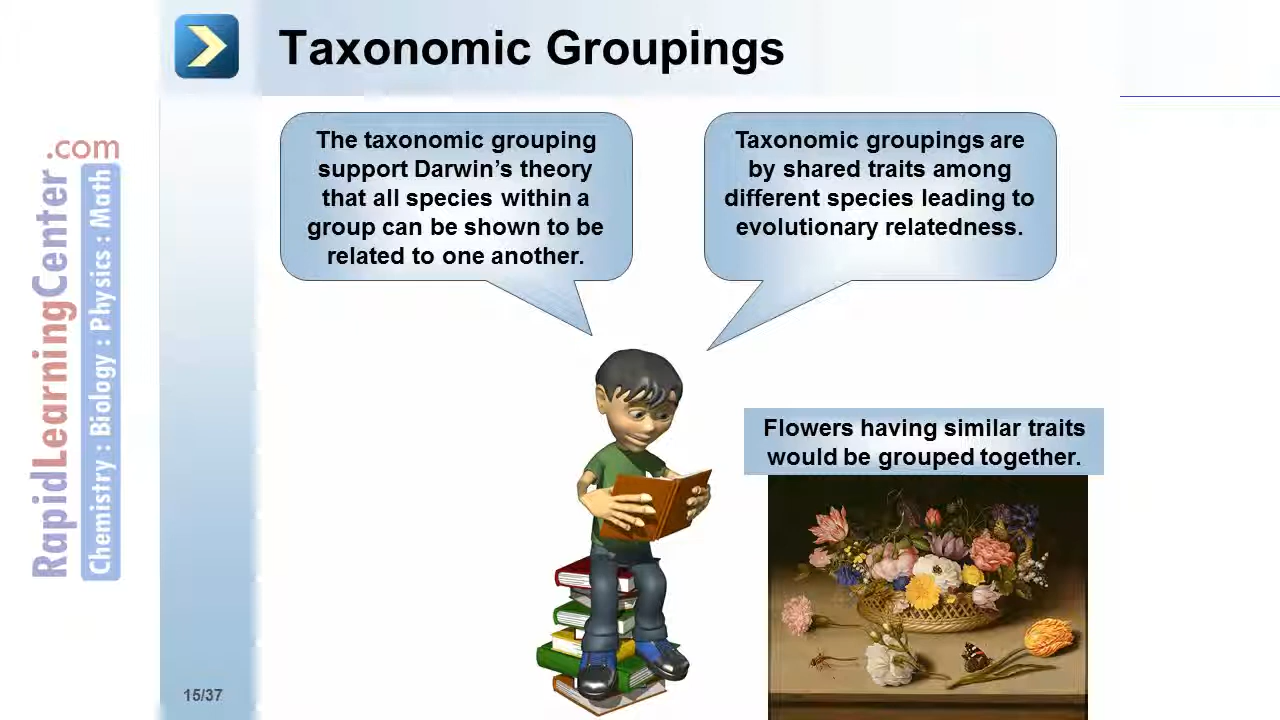 Taxonomic Groupings
The taxonomic grouping
support Darwin's theory
that all species within a
group can be shown to be
related to one another.
Taxonomic groupings are
by shared traits among
different species leading to
evolutionary relatedness.
Flowers having similar traits
would be grouped together.
RapidLearningCenter.com
Chemistry : Biology : Physics : Math
15/37